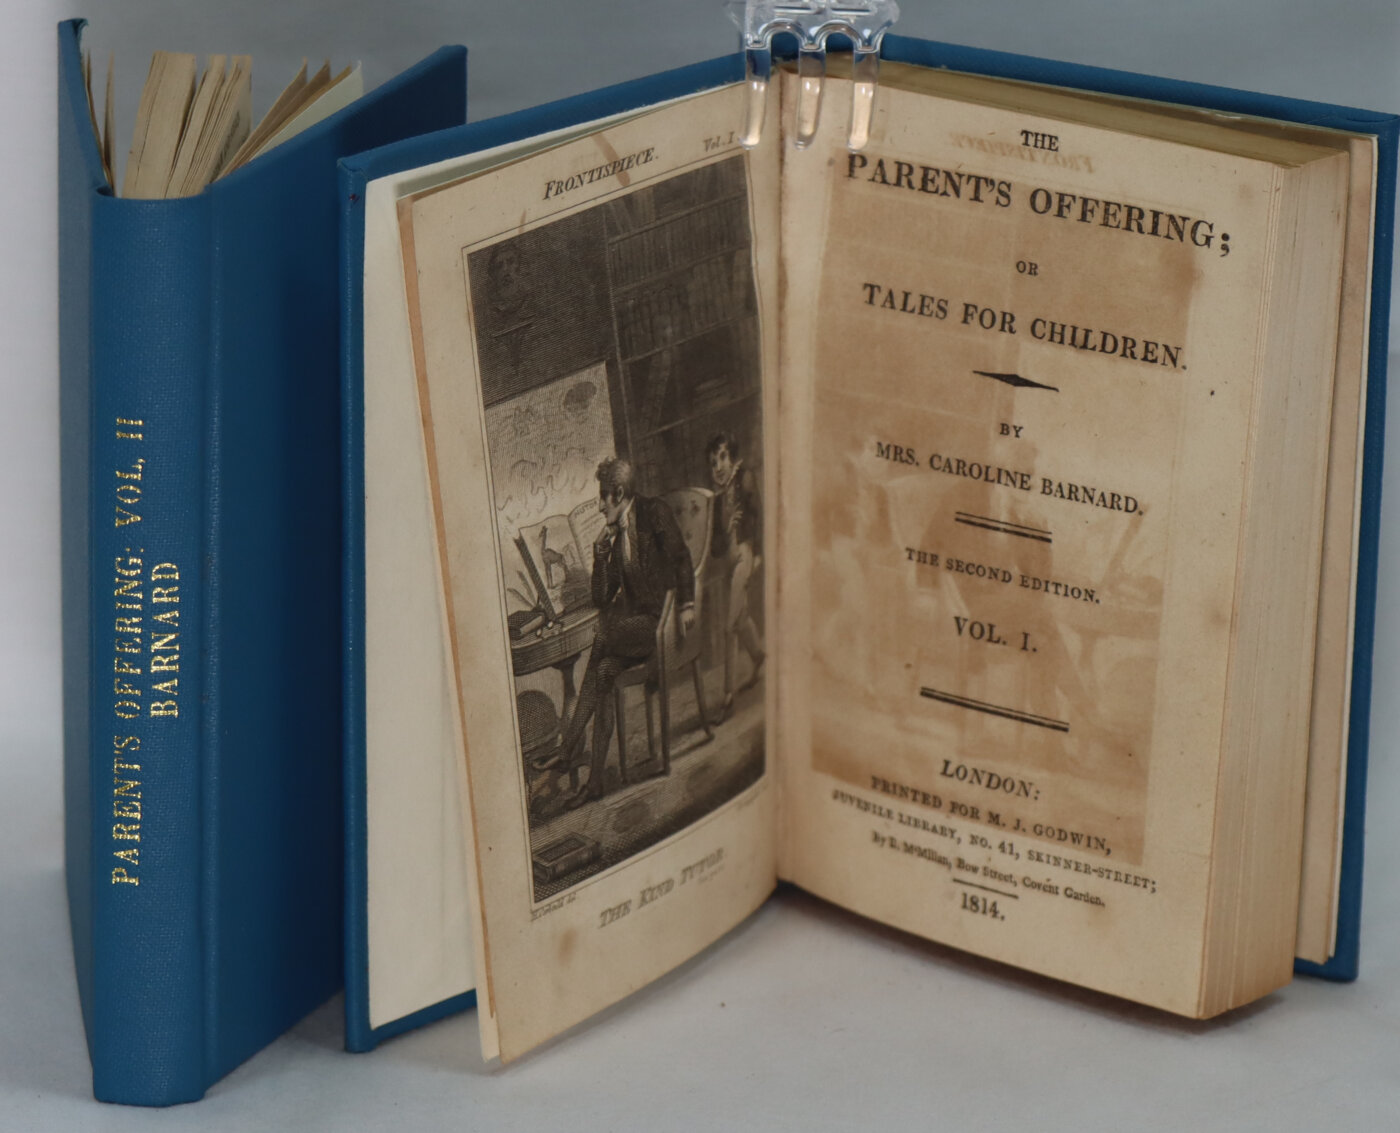 PARENT'S OFFERING: VOL. II
BARNARD
FRONTISPIECE.
Vol. I
THE KIND TUTOR
THE
PARENT'S OFFERING;
OR
TALES FOR CHILDREN.
BY
MRS. CAROLINE BARNARD.
THE SECOND EDITION.
VOL. I.
LONDON:
PRINTED FOR M. J. GODWIN,
JUVENILE LIBRARY, NO. 41, SKINNER-STREET;
By B. McMillan, Bow Street, Covent Garden.
1814.